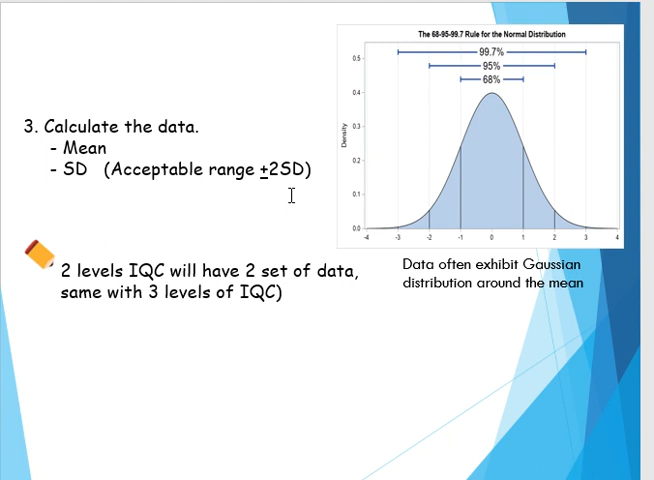 The 68-95-99.7 Rule for the Normal Distribution
99.7%
95%
68%
0.5
0.4
0.3
0.2
0.1
0.0
Density
-4 -3 -2 -1 0 1 2 3 4
3. Calculate the data.
- Mean
- SD (Acceptable range ±2SD)
2 levels IQC will have 2 set of data,
same with 3 levels of IQC)
Data often exhibit Gaussian
distribution around the mean